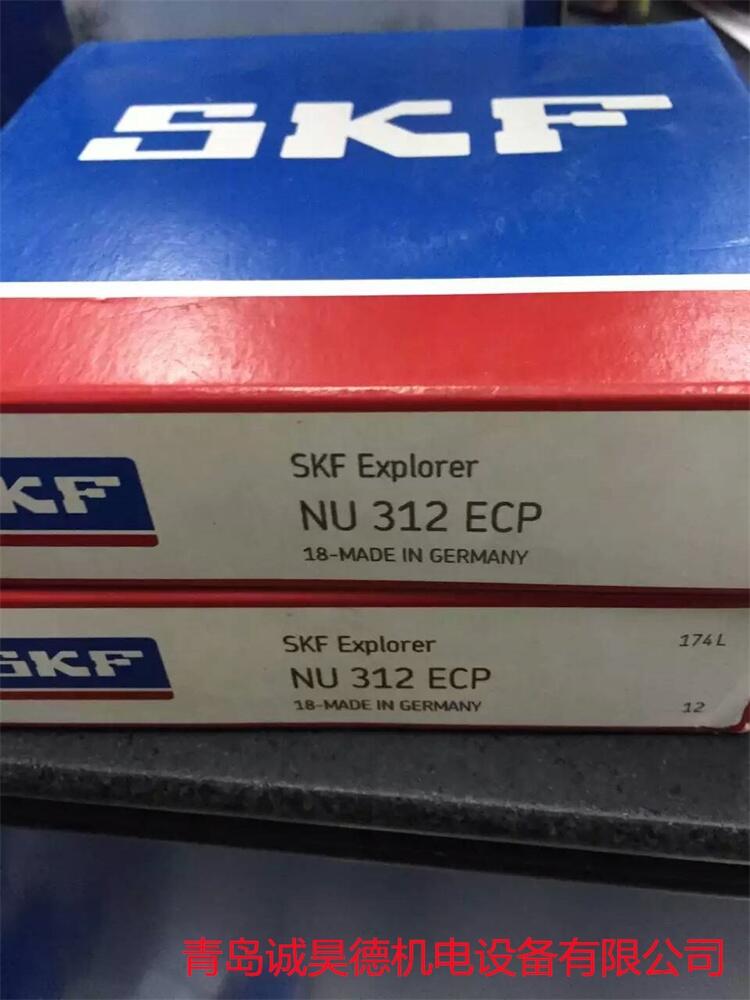 SKF
SKF
SKF Explorer
NU 312 ECP
18-MADE IN GERMANY
SKF
SKF Explorer
NU 312 ECP
18-MADE IN GERMANY
174L
12
青岛诚昊德机电设备有限公司